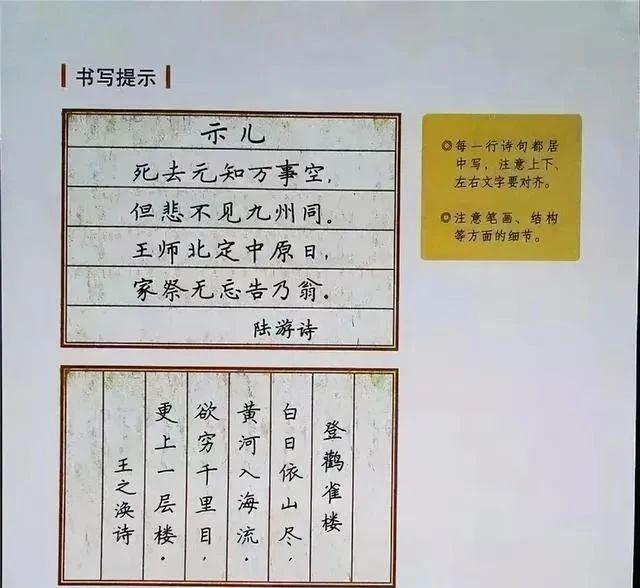 书写提示
示儿
死去元知万事空,
但悲不见九州同。
王师北定中原日,
家祭无忘告乃翁。
陆游诗
◎每一行诗句都居
中写，注意上下、
左右文字要对齐。
◎注意笔画、结构
等方面的细节。
登鹳雀楼
白日依山尽,
黄河入海流.
欲穷千里目,
更上一层楼.
王之涣诗